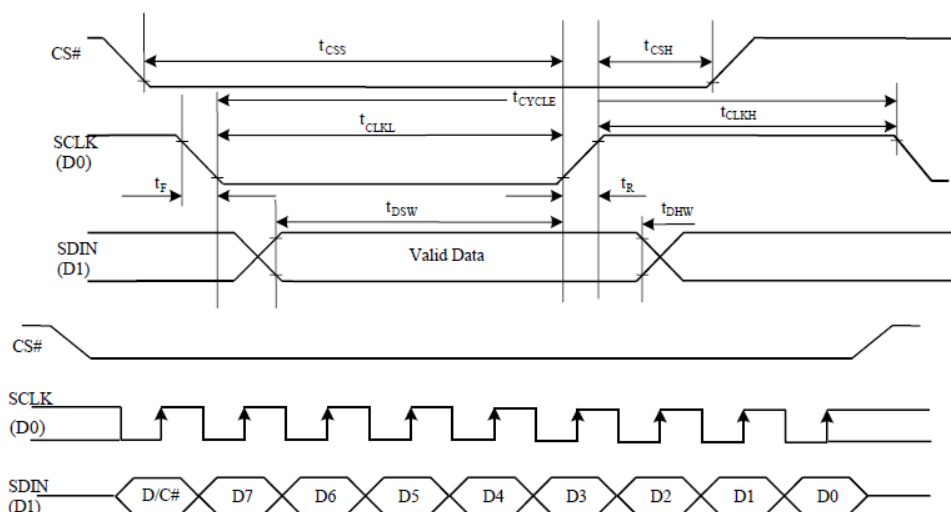 CS#
tCSS
tCSH
tCYCLE
tCLKL
tCLKH
SCLK
(D0)
tF
tR
tDSW
tDHW
SDIN
(D1)
Valid Data
CS#
SCLK
(D0)
SDIN
(D1)
D/C# D7 D6 D5 D4 D3 D2 D1 D0